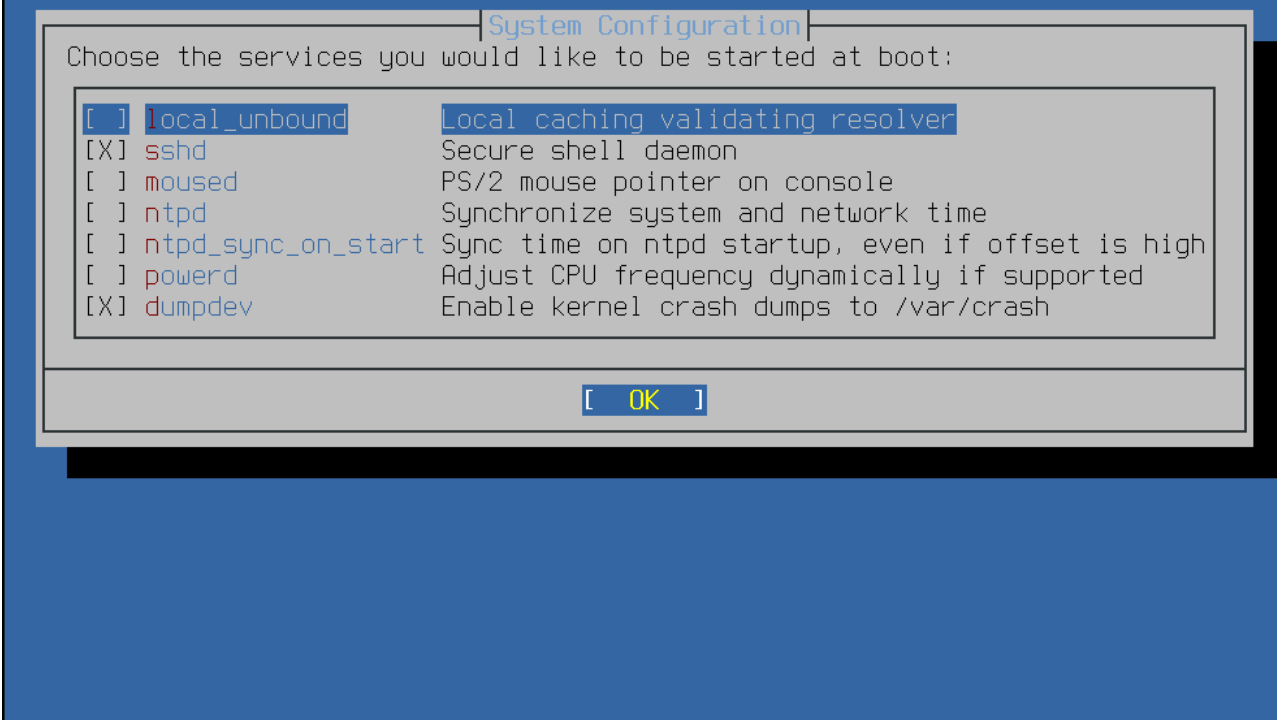 System Configuration
Choose the services you would like to be started at boot:
[ ] local_unbound Local caching validating resolver
[X] sshd Secure shell daemon
[ ] moused PS/2 mouse pointer on console
[ ] ntpd Synchronize system and network time
[ ] ntpd_sync_on_start Sync time on ntpd startup, even if offset is high
[ ] powerd Adjust CPU frequency dynamically if supported
[X] dumpdev Enable kernel crash dumps to /var/crash
[ OK ]